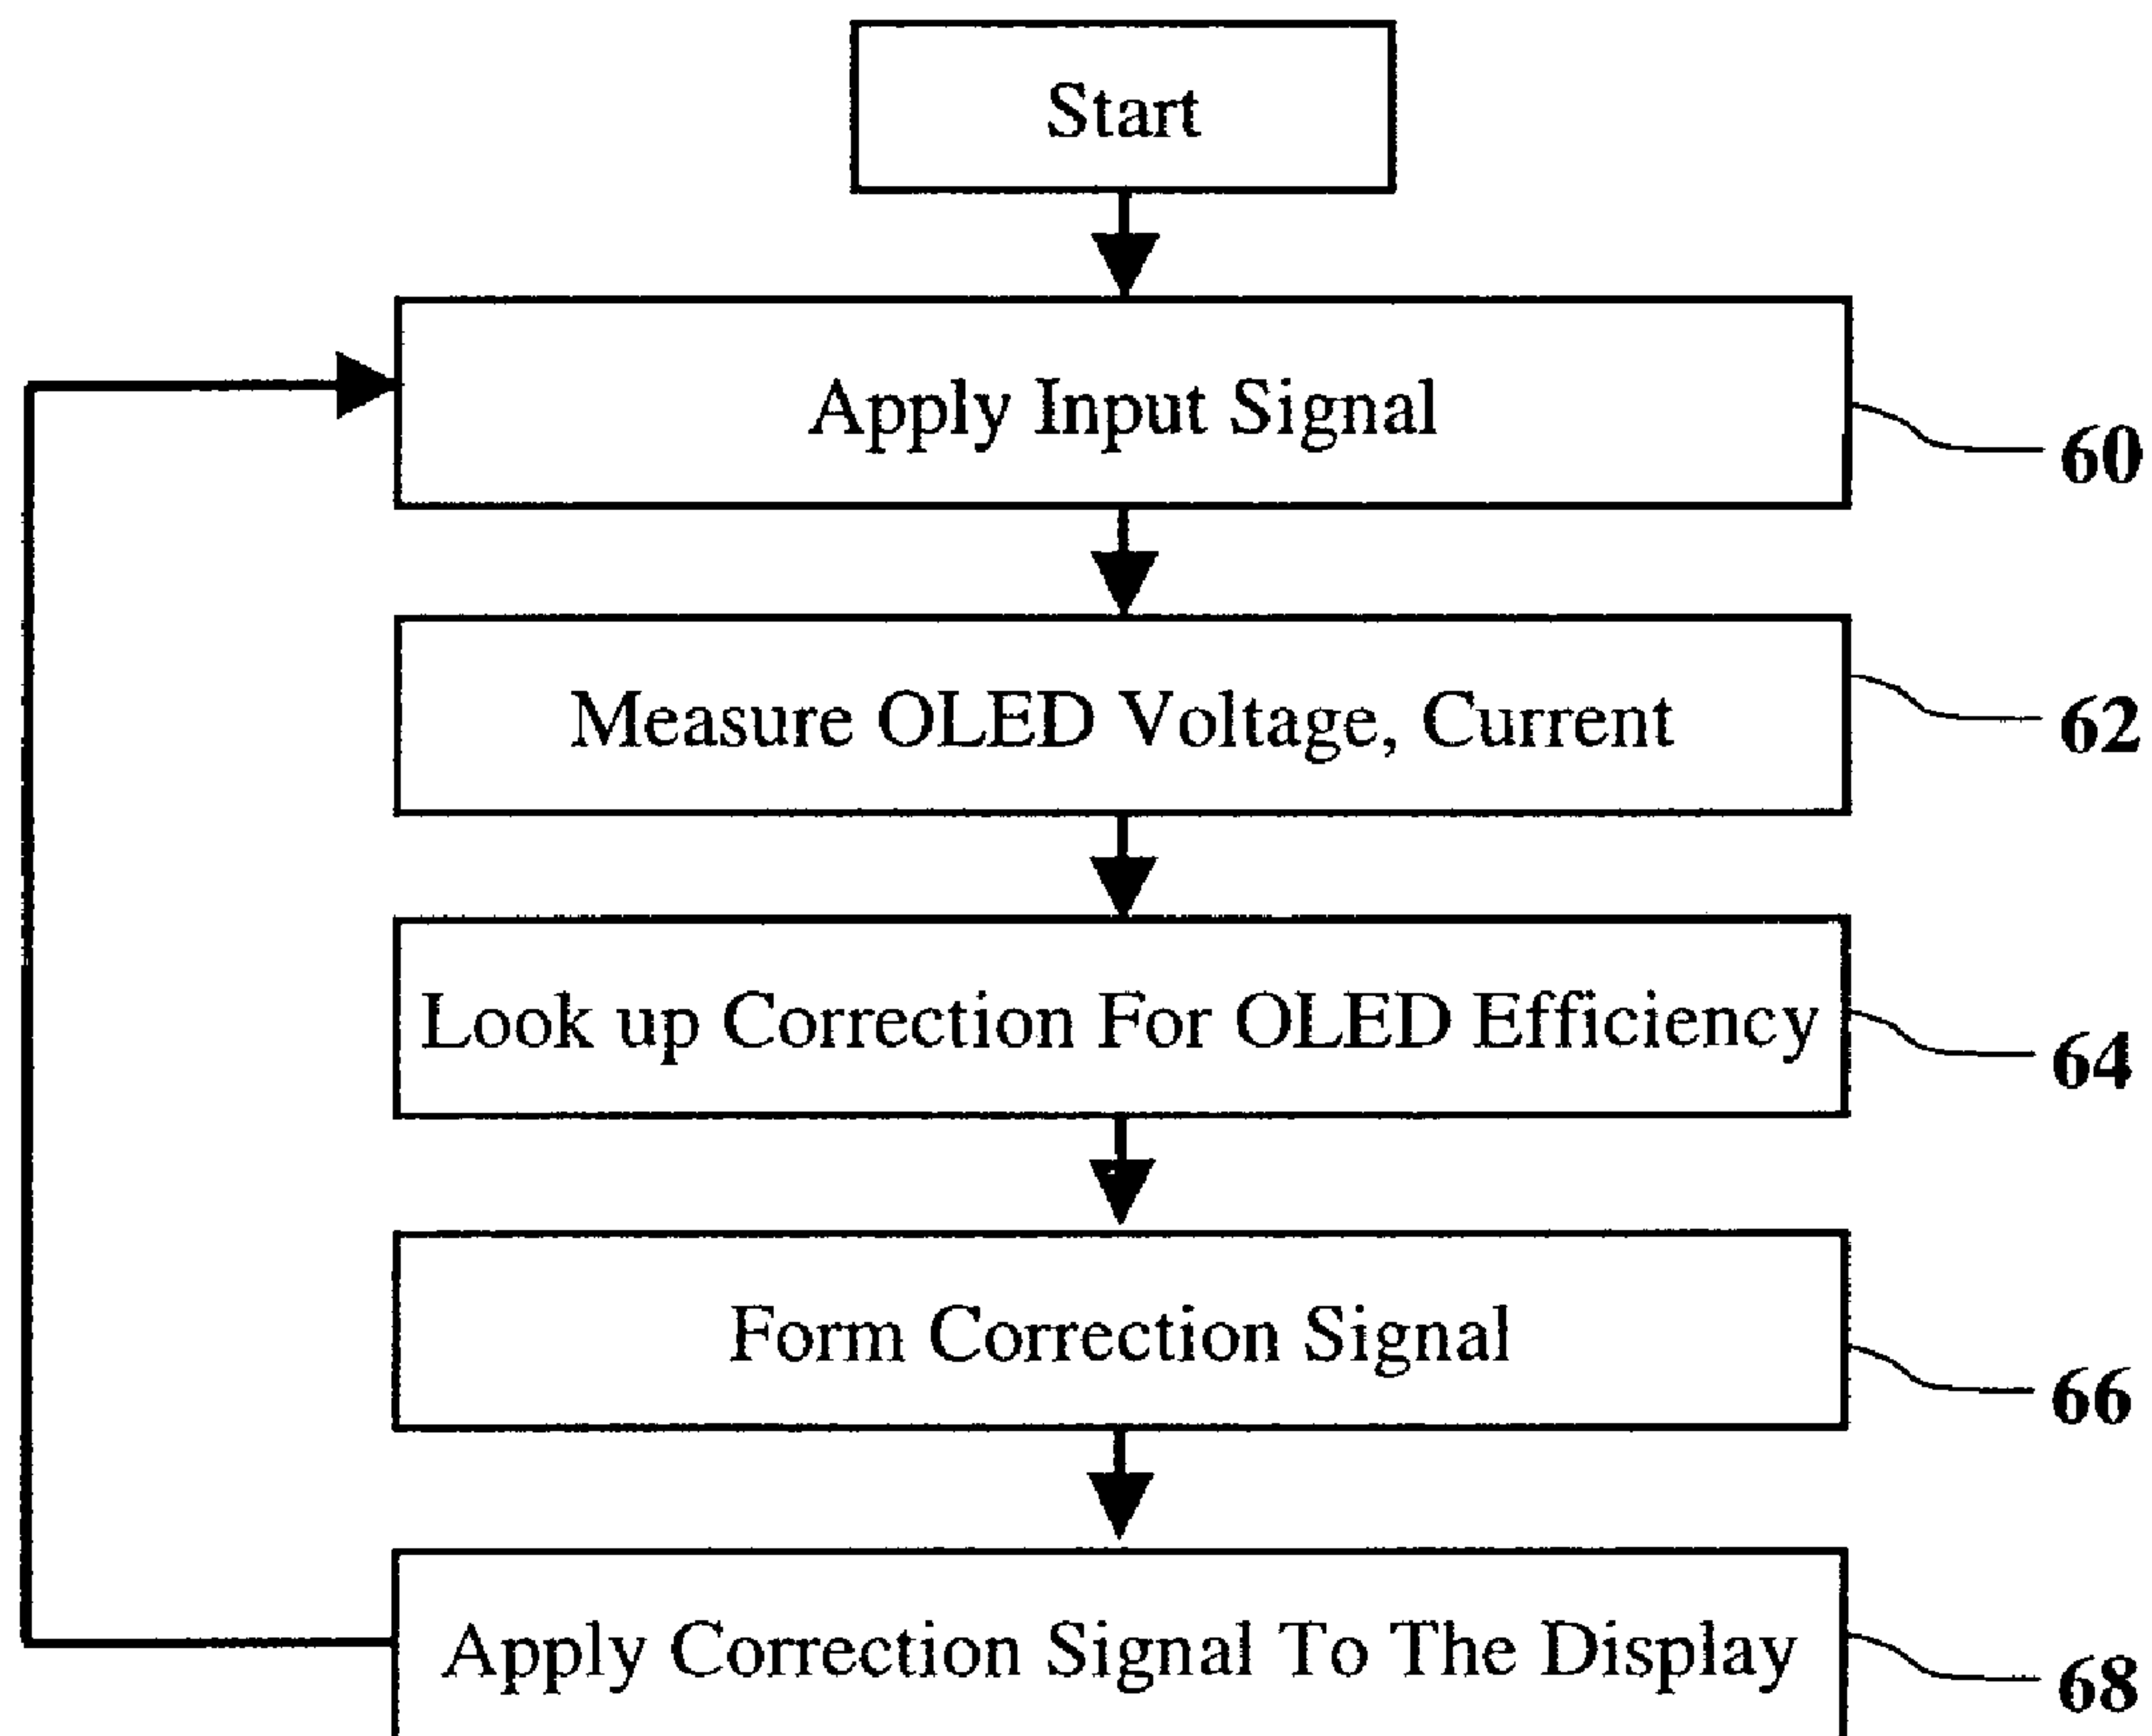 Start
Apply Input Signal
60
Measure OLED Voltage, Current
62
Look up Correction For OLED Efficiency
64
Form Correction Signal
66
Apply Correction Signal To The Display
68